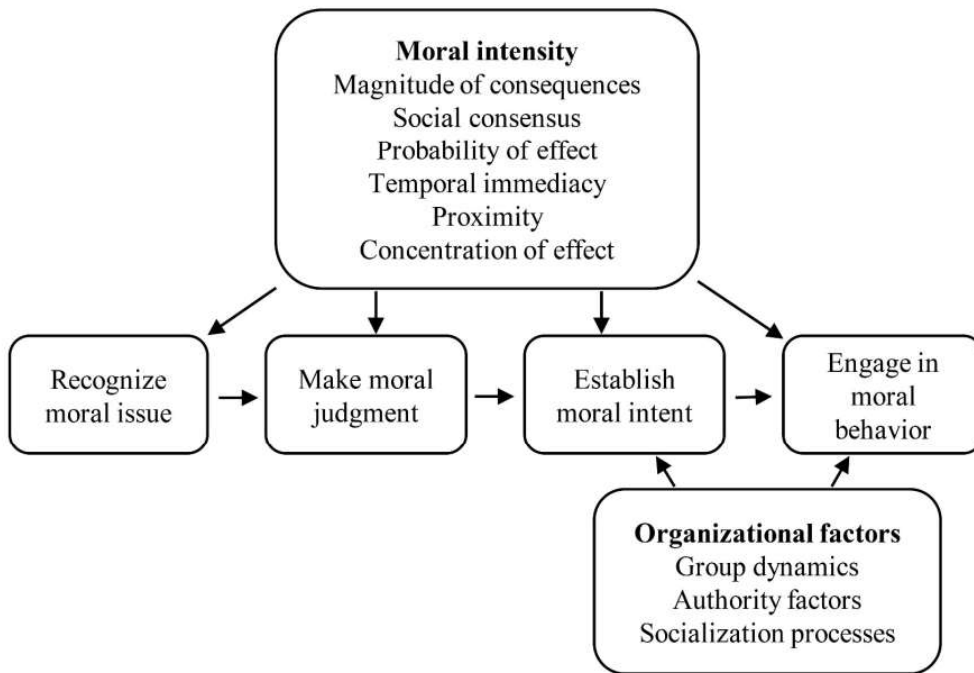 Moral intensity
Magnitude of consequences
Social consensus
Probability of effect
Temporal immediacy
Proximity
Concentration of effect
Recognize
moral issue
Make moral
judgment
Establish
moral intent
Engage in
moral
behavior
Organizational factors
Group dynamics
Authority factors
Socialization processes